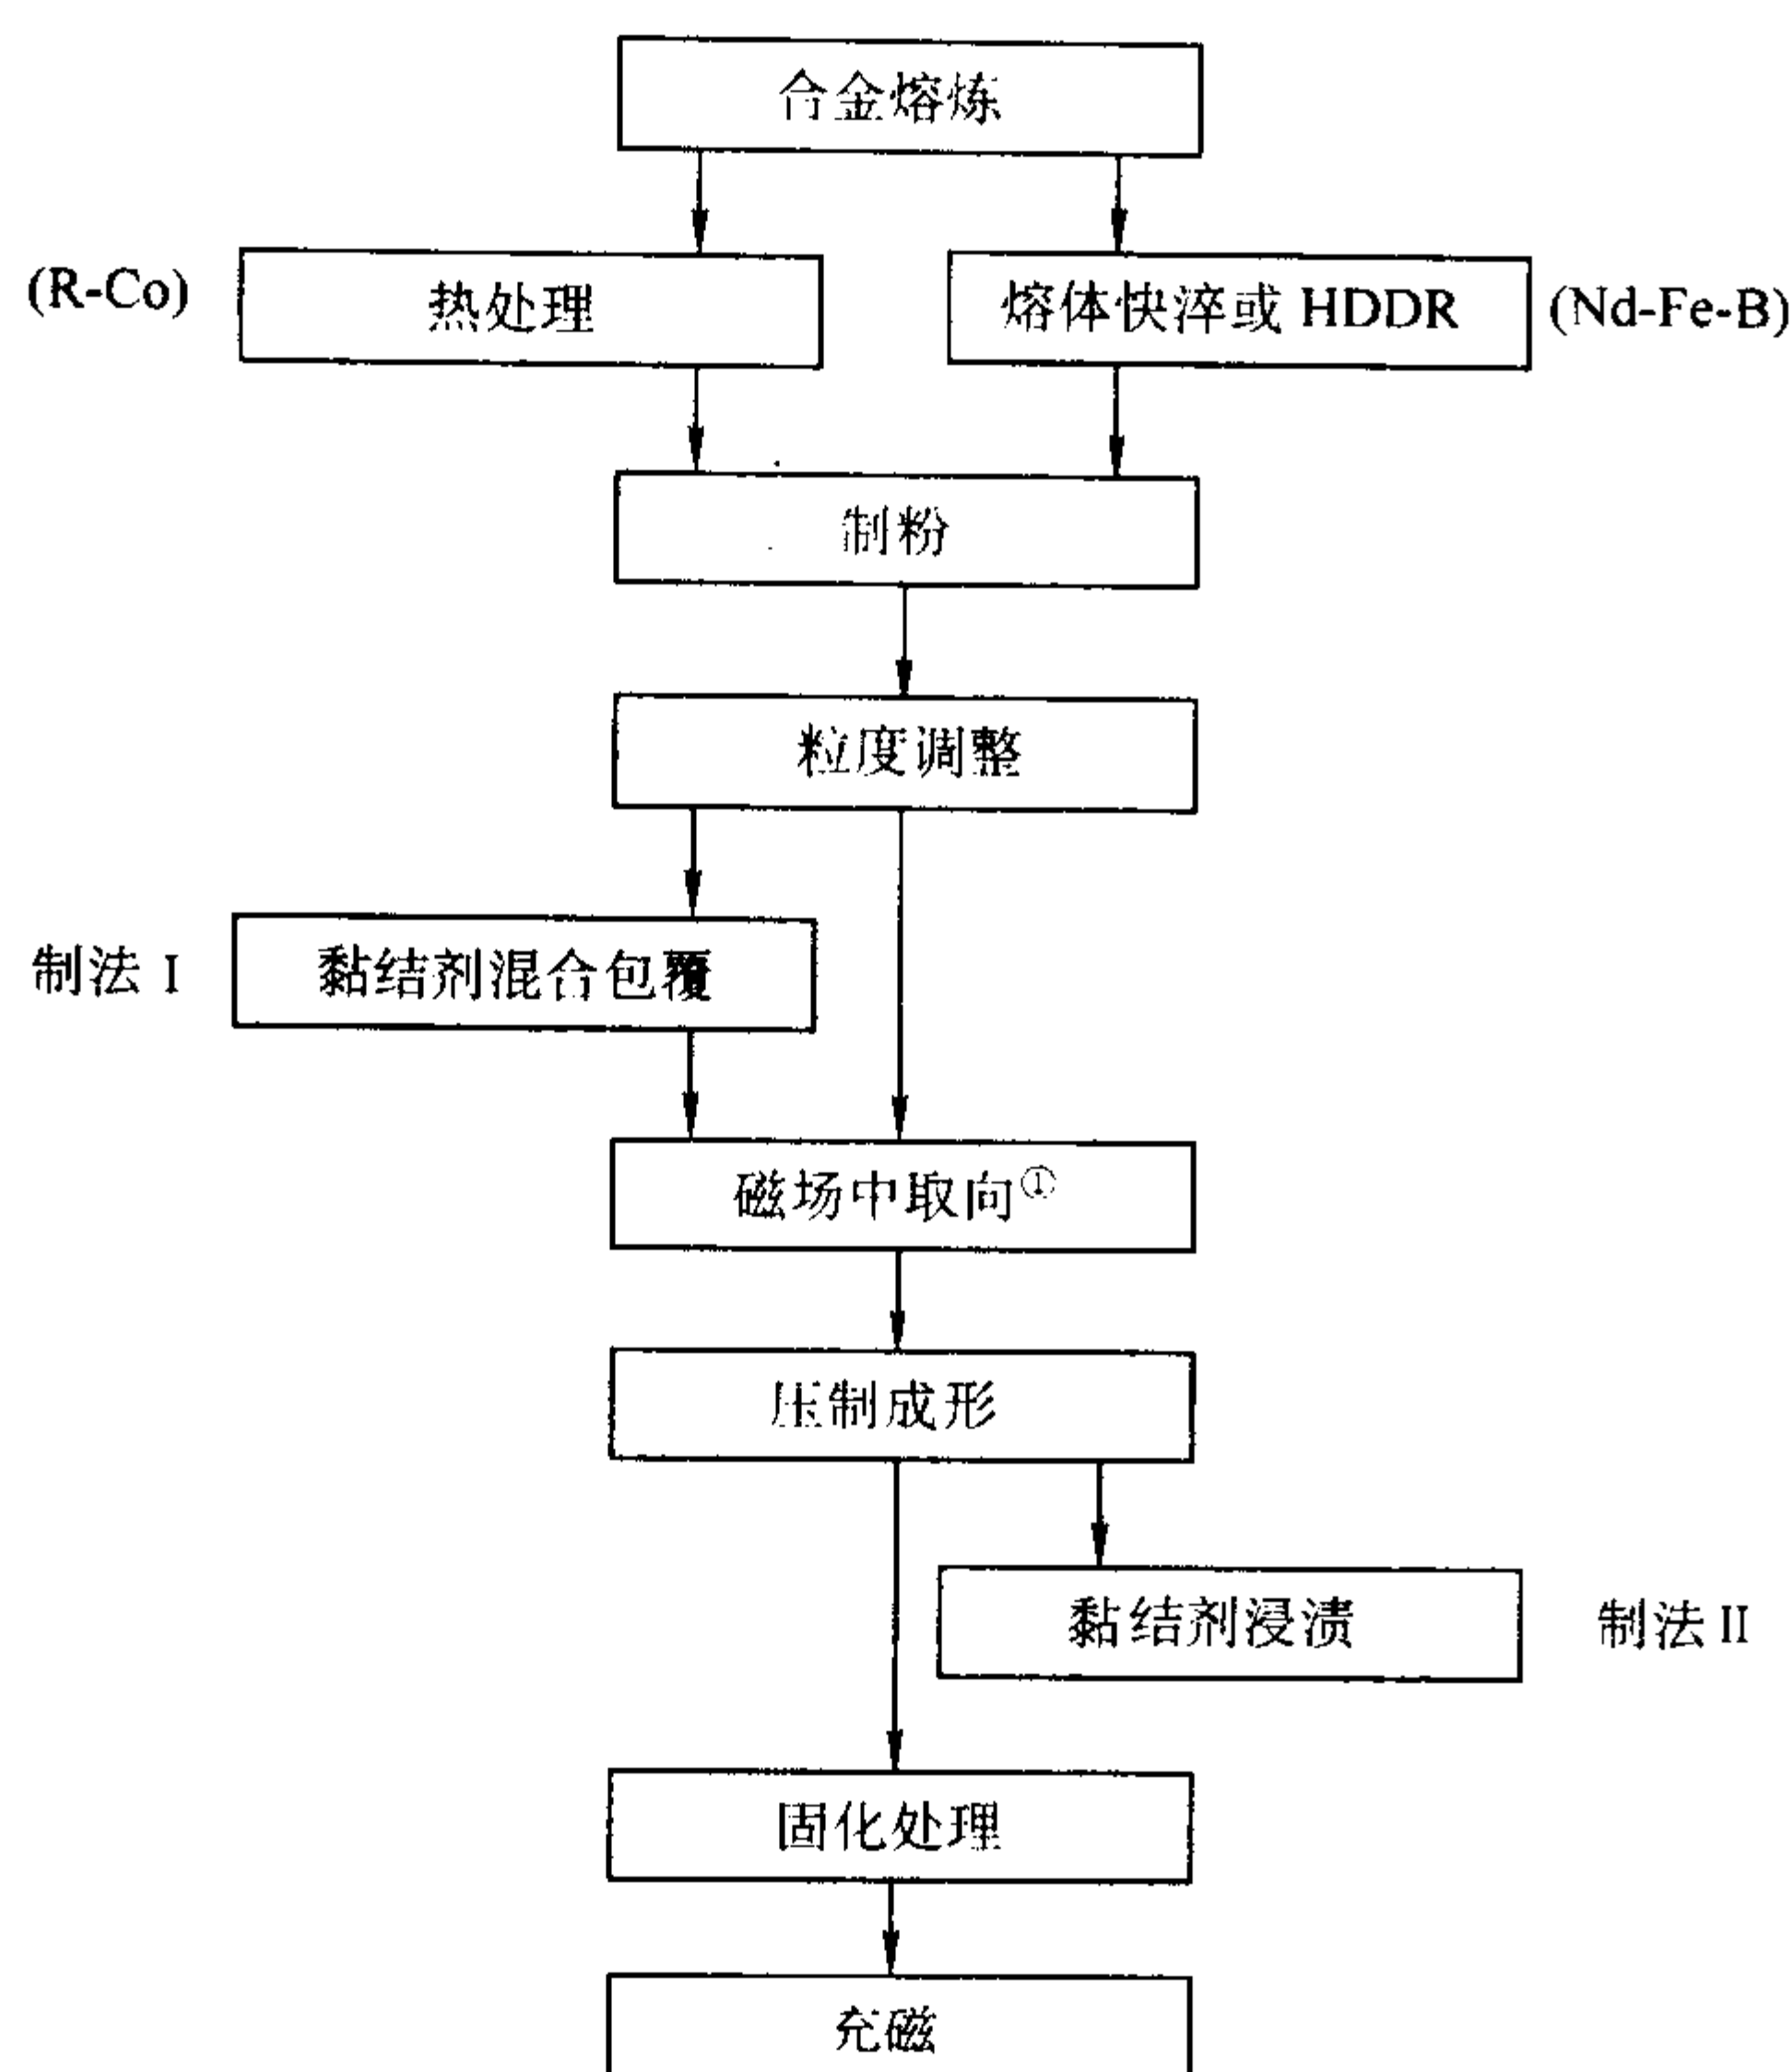 合金熔炼
(R-Co)
热处理
熔体快淬或 HDDR
(Nd-Fe-B)
制粉
粒度调整
制法 I
黏结剂混合包覆
磁场中取向①
压制成形
黏结剂浸渍
制法 II
固化处理
充磁